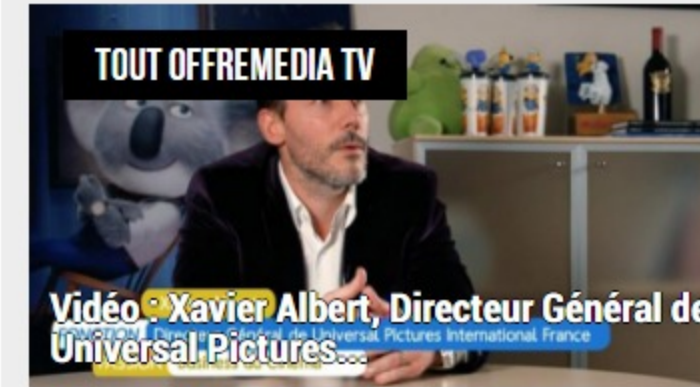 TOUT OFFREMEDIA TV
Vidéo : Xavier Albert, Directeur Général de
Directeur Général de Universal Pictures International France
Universal Pictures...